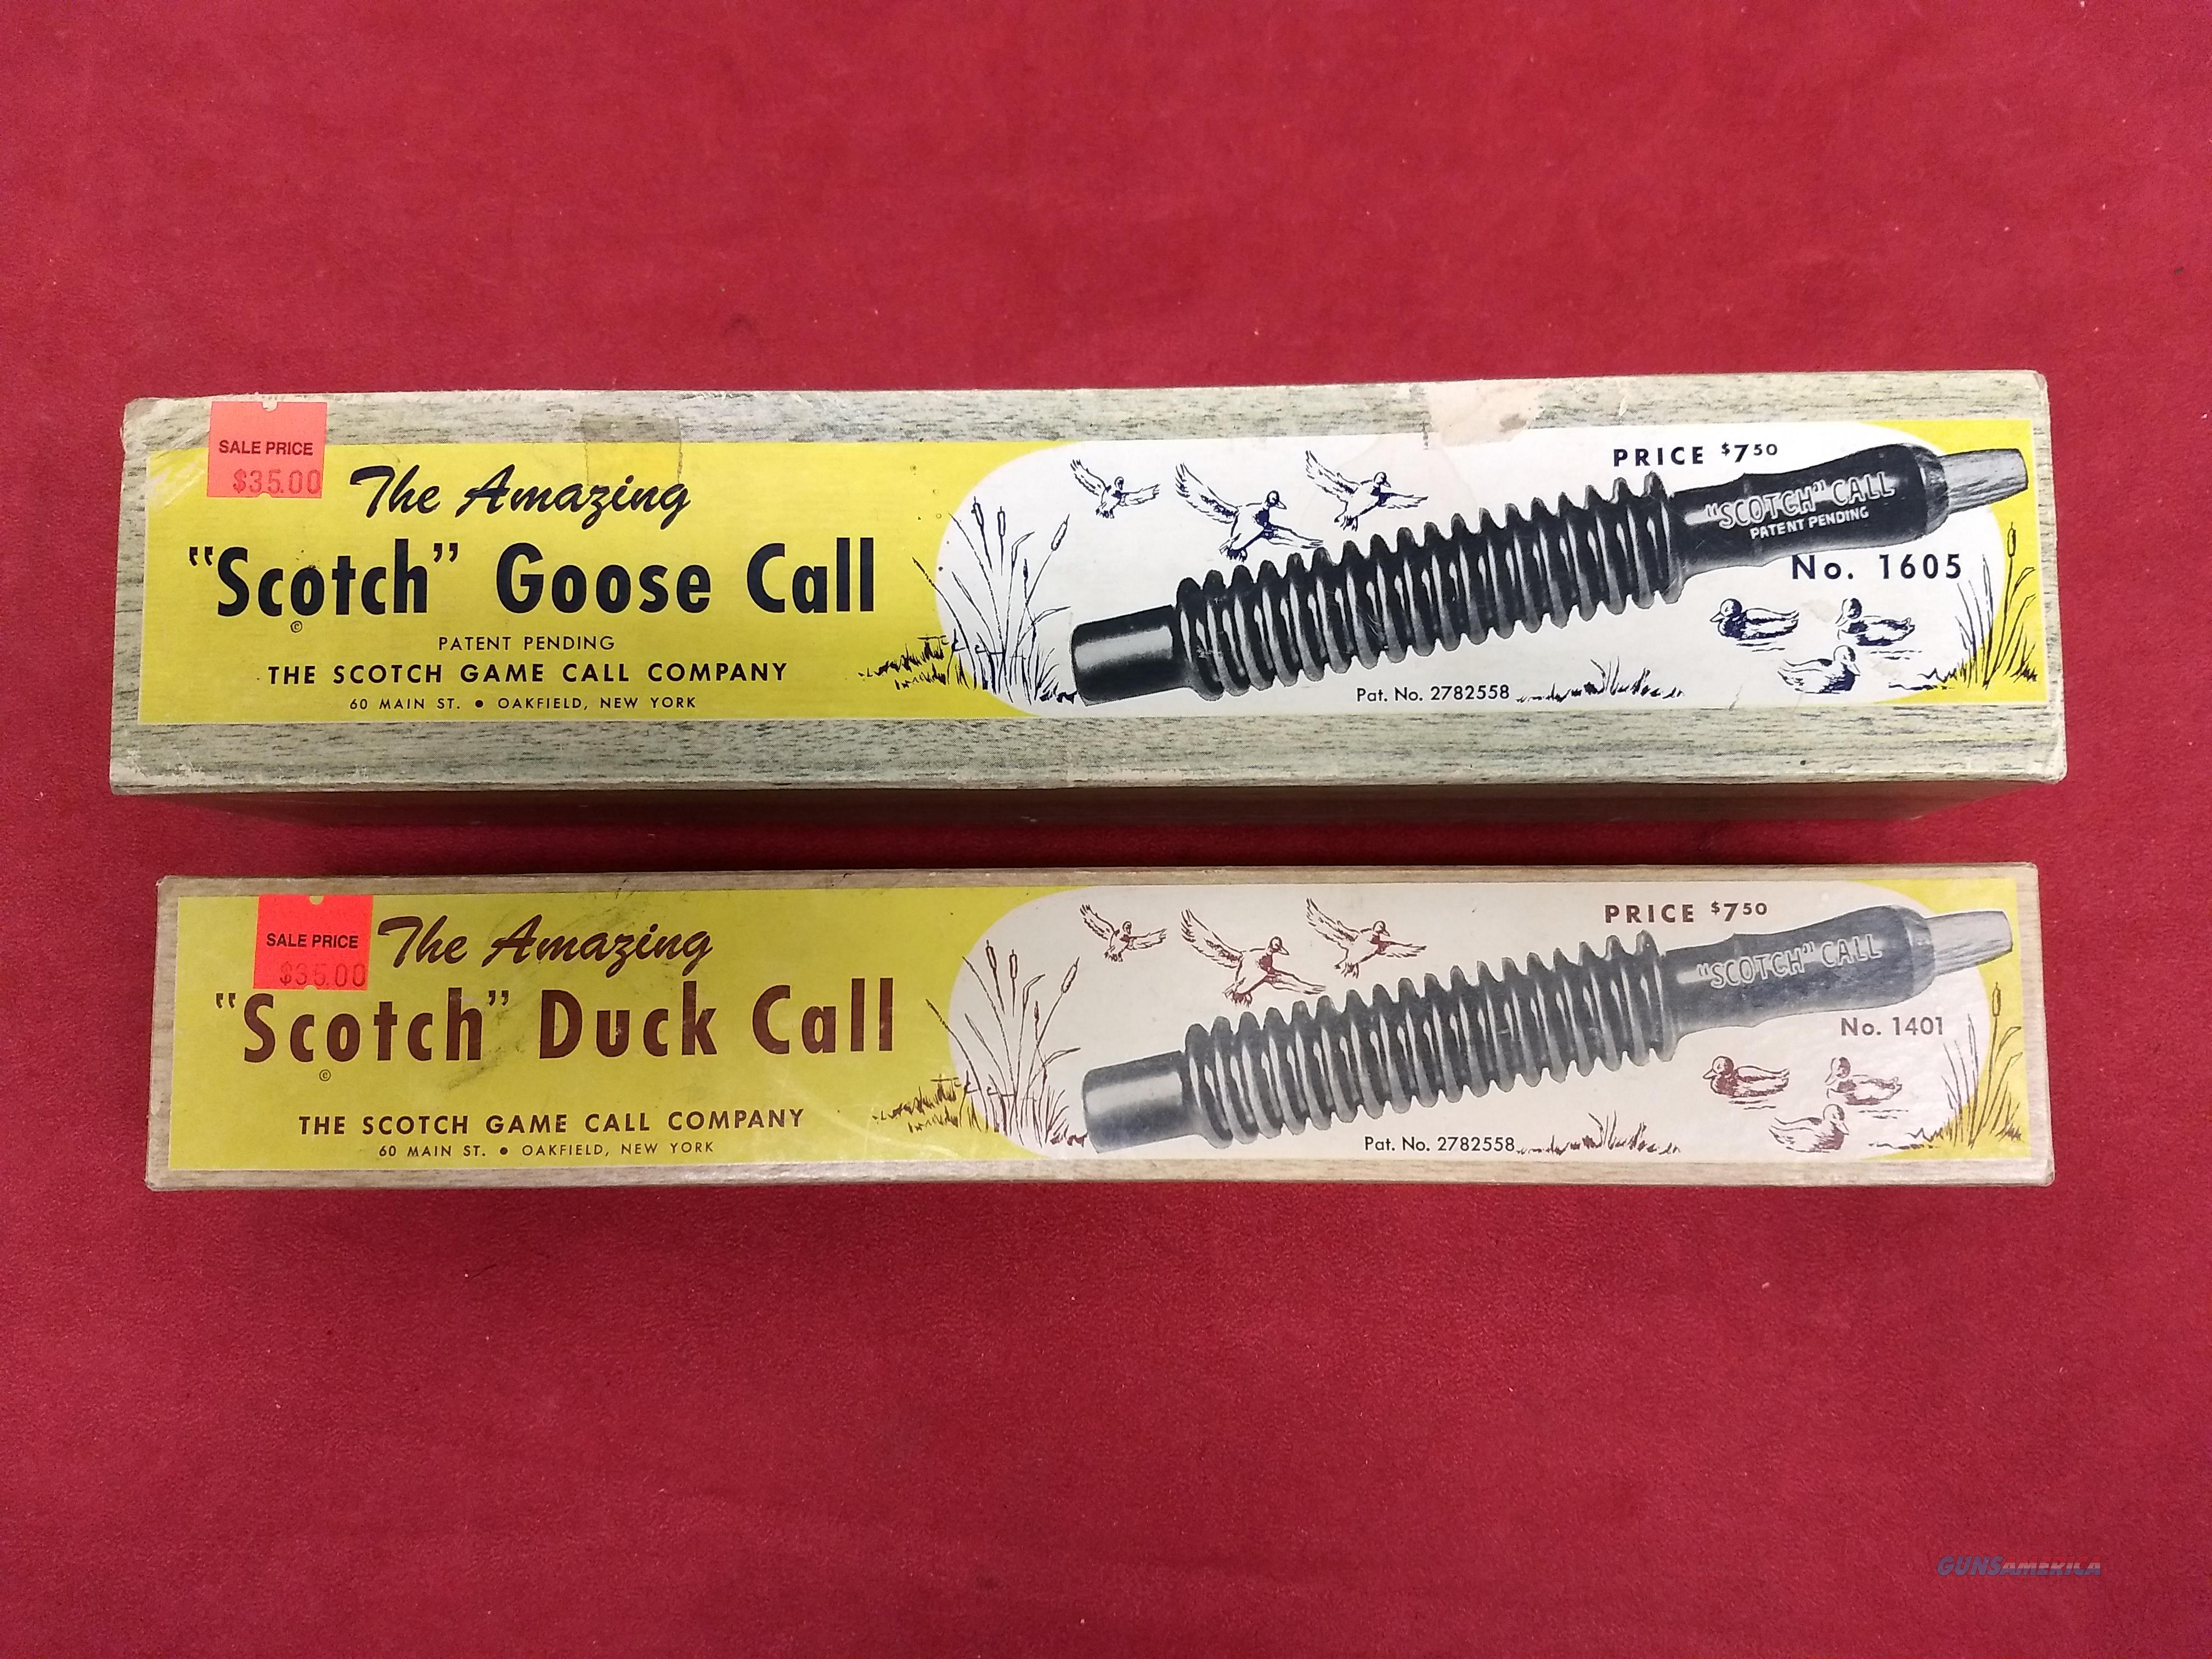 SALE PRICE
$35.00
The Amazing
"Scotch" Goose Call
©
PATENT PENDING
THE SCOTCH GAME CALL COMPANY
60 MAIN ST. • OAKFIELD, NEW YORK
PRICE $7.50
"SCOTCH" CALL
PATENT PENDING
No. 1605
Pat. No. 2782558
SALE PRICE
$35.00
The Amazing
"Scotch" Duck Call
©
THE SCOTCH GAME CALL COMPANY
60 MAIN ST. • OAKFIELD, NEW YORK
PRICE $7.50
"SCOTCH" CALL
No. 1401
Pat. No. 2782558
GUNSAMERICA